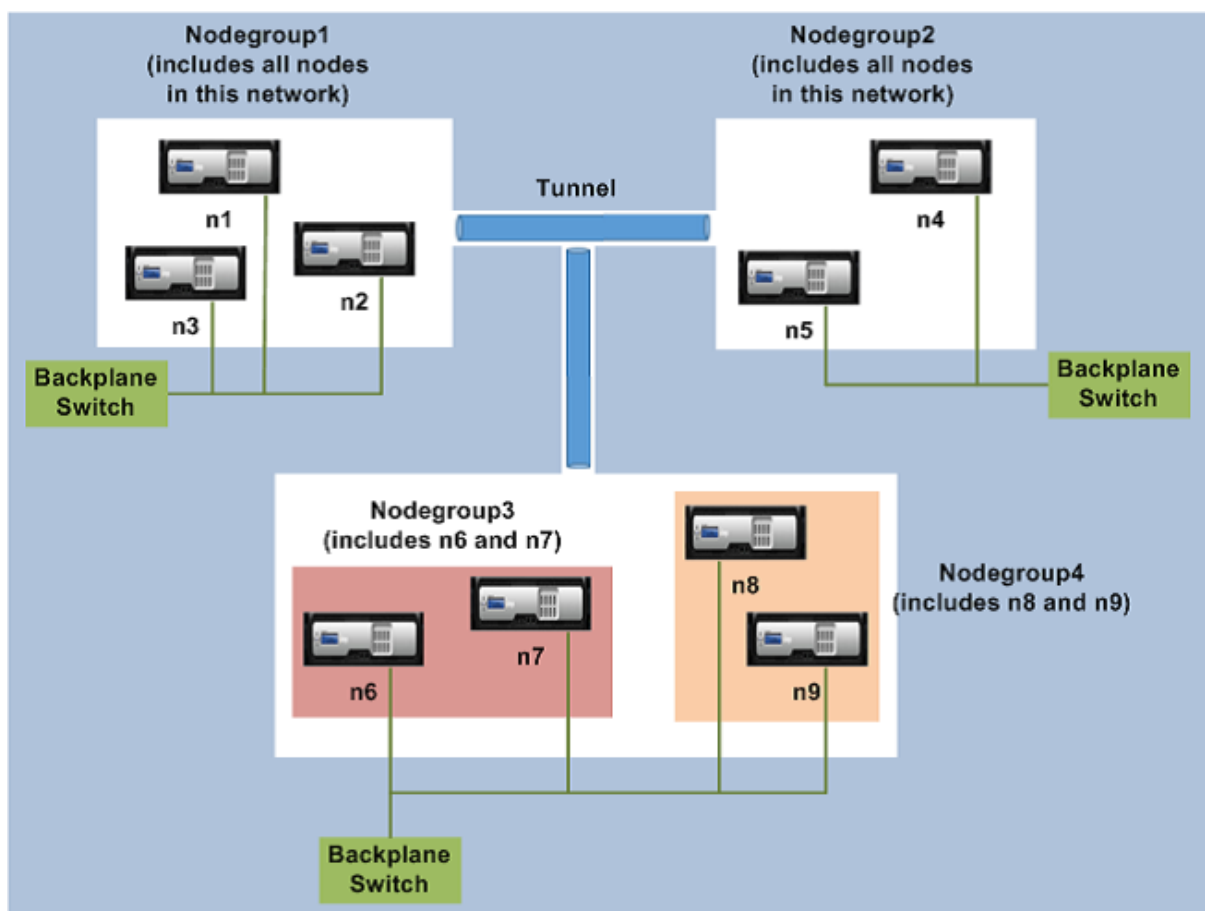 Nodegroup1
(includes all nodes
in this network)
Nodegroup2
(includes all nodes
in this network)
Tunnel
n1
n2
n3
n4
n5
Backplane
Switch
Backplane
Switch
Nodegroup3
(includes n6 and n7)
n6
n7
n8
n9
Nodegroup4
(includes n8 and n9)
Backplane
Switch